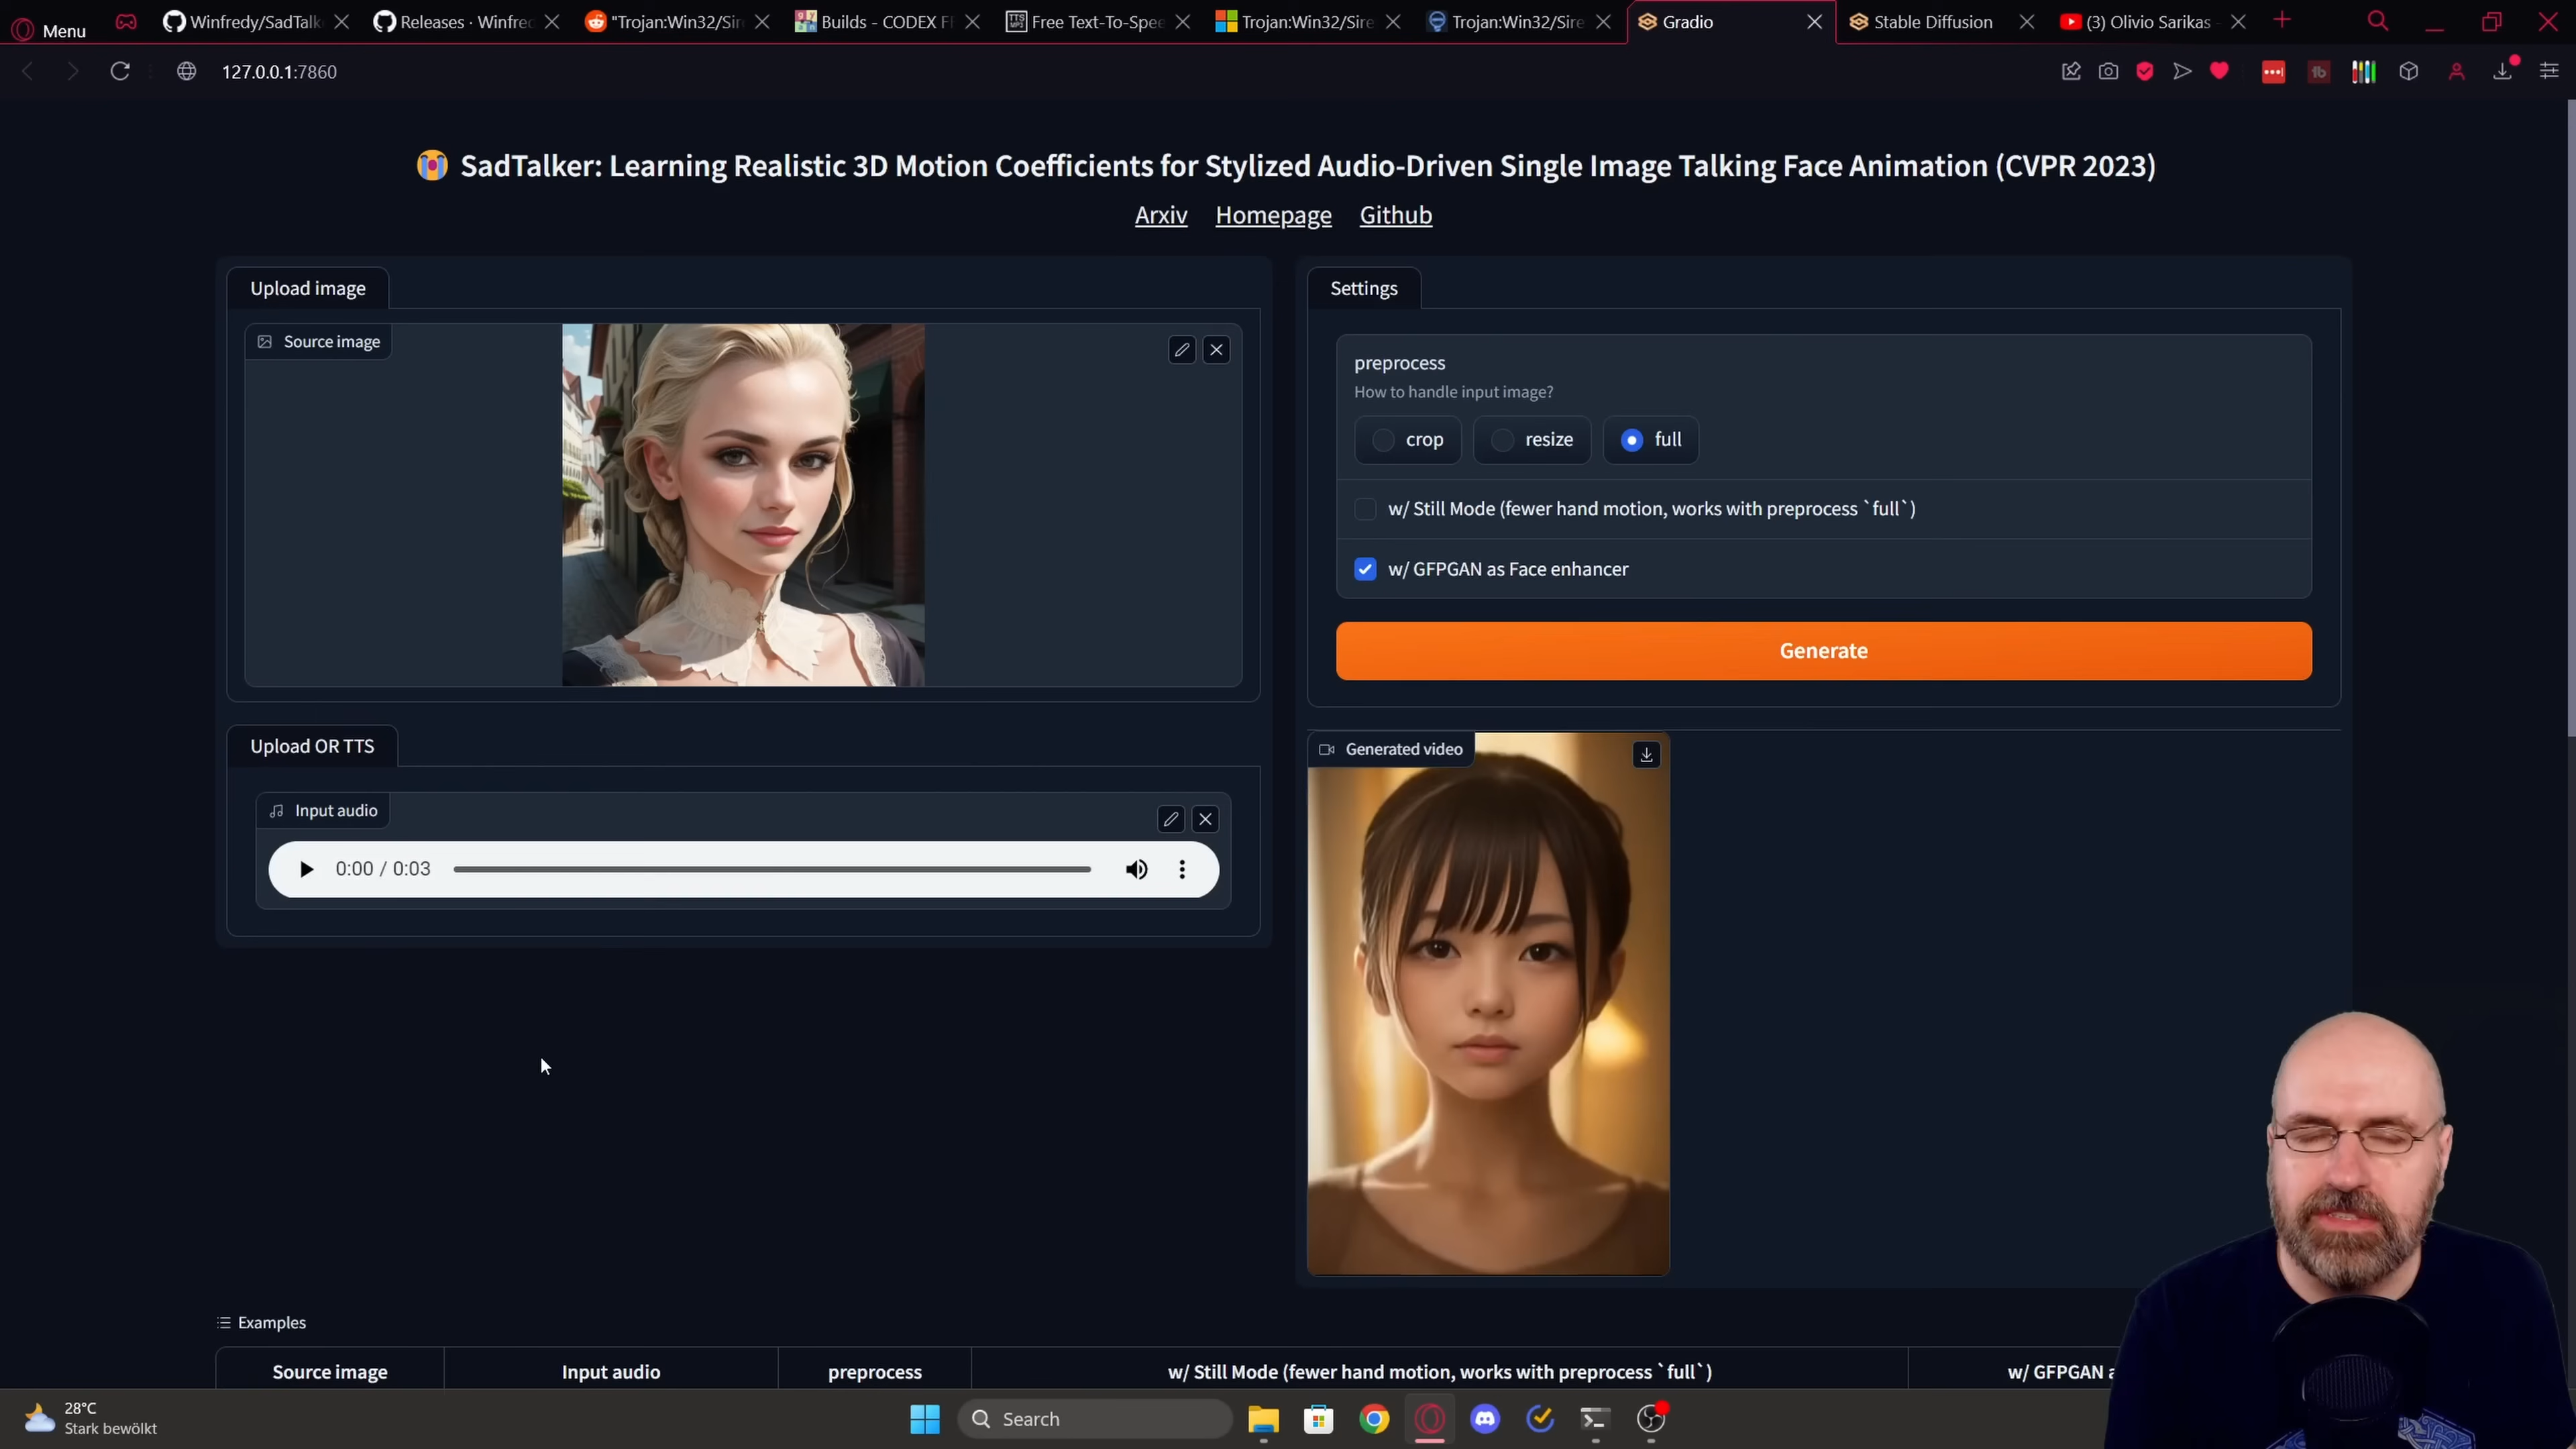 Menu
Winfredy/SadTalk
Releases · Winfred
"Trojan:Win32/Sir
Builds - CODEX F
Free Text-To-Spee
Trojan:Win32/Sire
Trojan:Win32/Sire
Gradio
Stable Diffusion
(3) Olivio Sarikas -
127.0.0.1:7860
SadTalker: Learning Realistic 3D Motion Coefficients for Stylized Audio-Driven Single Image Talking Face Animation (CVPR 2023)
Arxiv Homepage Github
Upload image
Source image
Upload OR TTS
Input audio
0:00 / 0:03
Settings
preprocess
How to handle input image?
crop resize full
w/ Still Mode (fewer hand motion, works with preprocess `full`)
w/ GFPGAN as Face enhancer
Generate
Generated video
Examples
Source image Input audio preprocess w/ Still Mode (fewer hand motion, works with preprocess `full`) w/ GFPGAN a
28°C
Stark bewölkt
Search